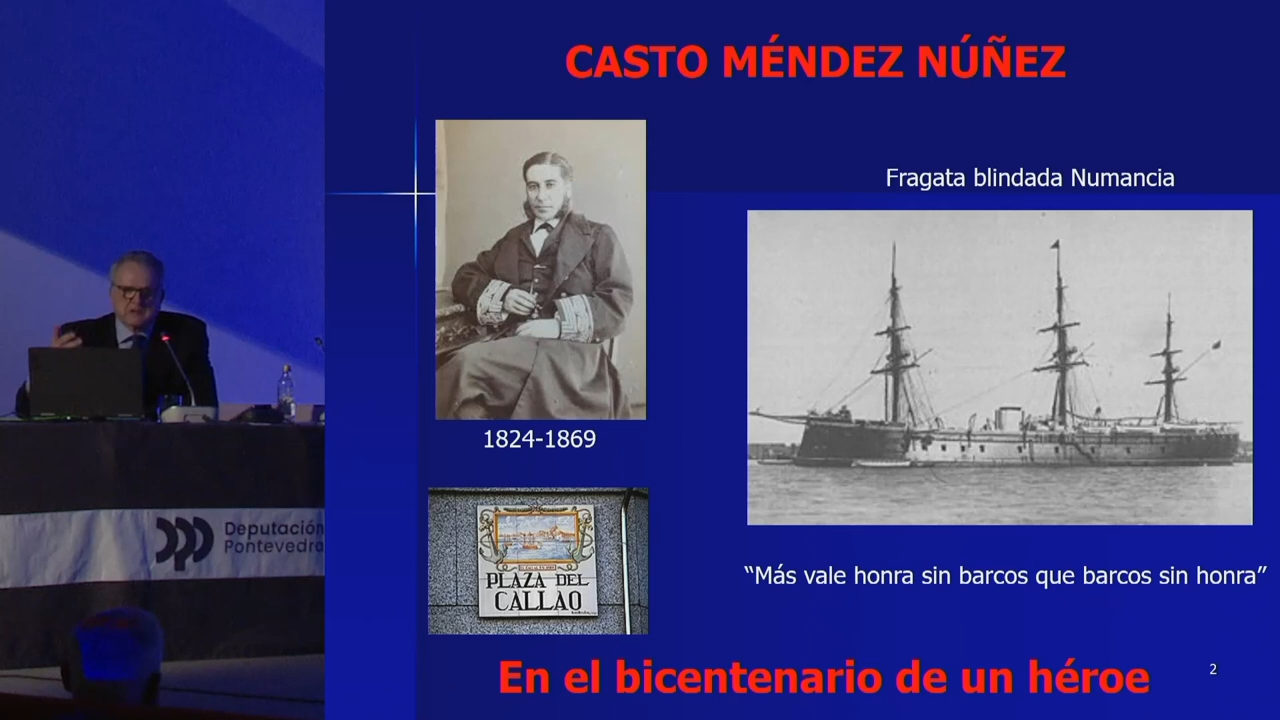 CASTO MÉNDEZ NÚÑEZ
Fragata blindada Numancia
1824-1869
PLAZA DEL
CALLAO
“Más vale honra sin barcos que barcos sin honra”
En el bicentenario de un héroe
2
dpp
Deputación
Pontevedra